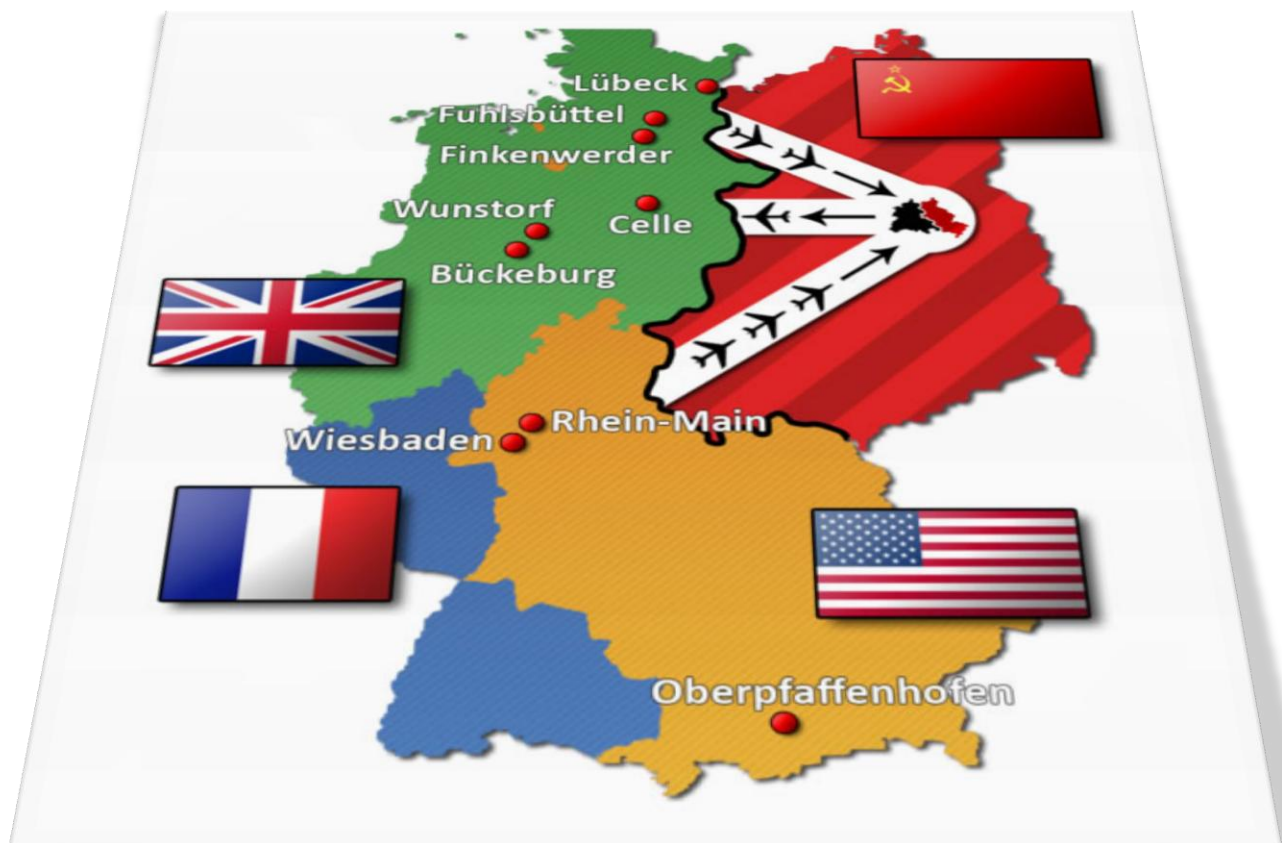 Lübeck
Fuhlsbüttel
Finkenwerder
Wunstorf
Celle
Bückeburg
Rhein-Main
Wiesbaden
Oberpfaffenhofen